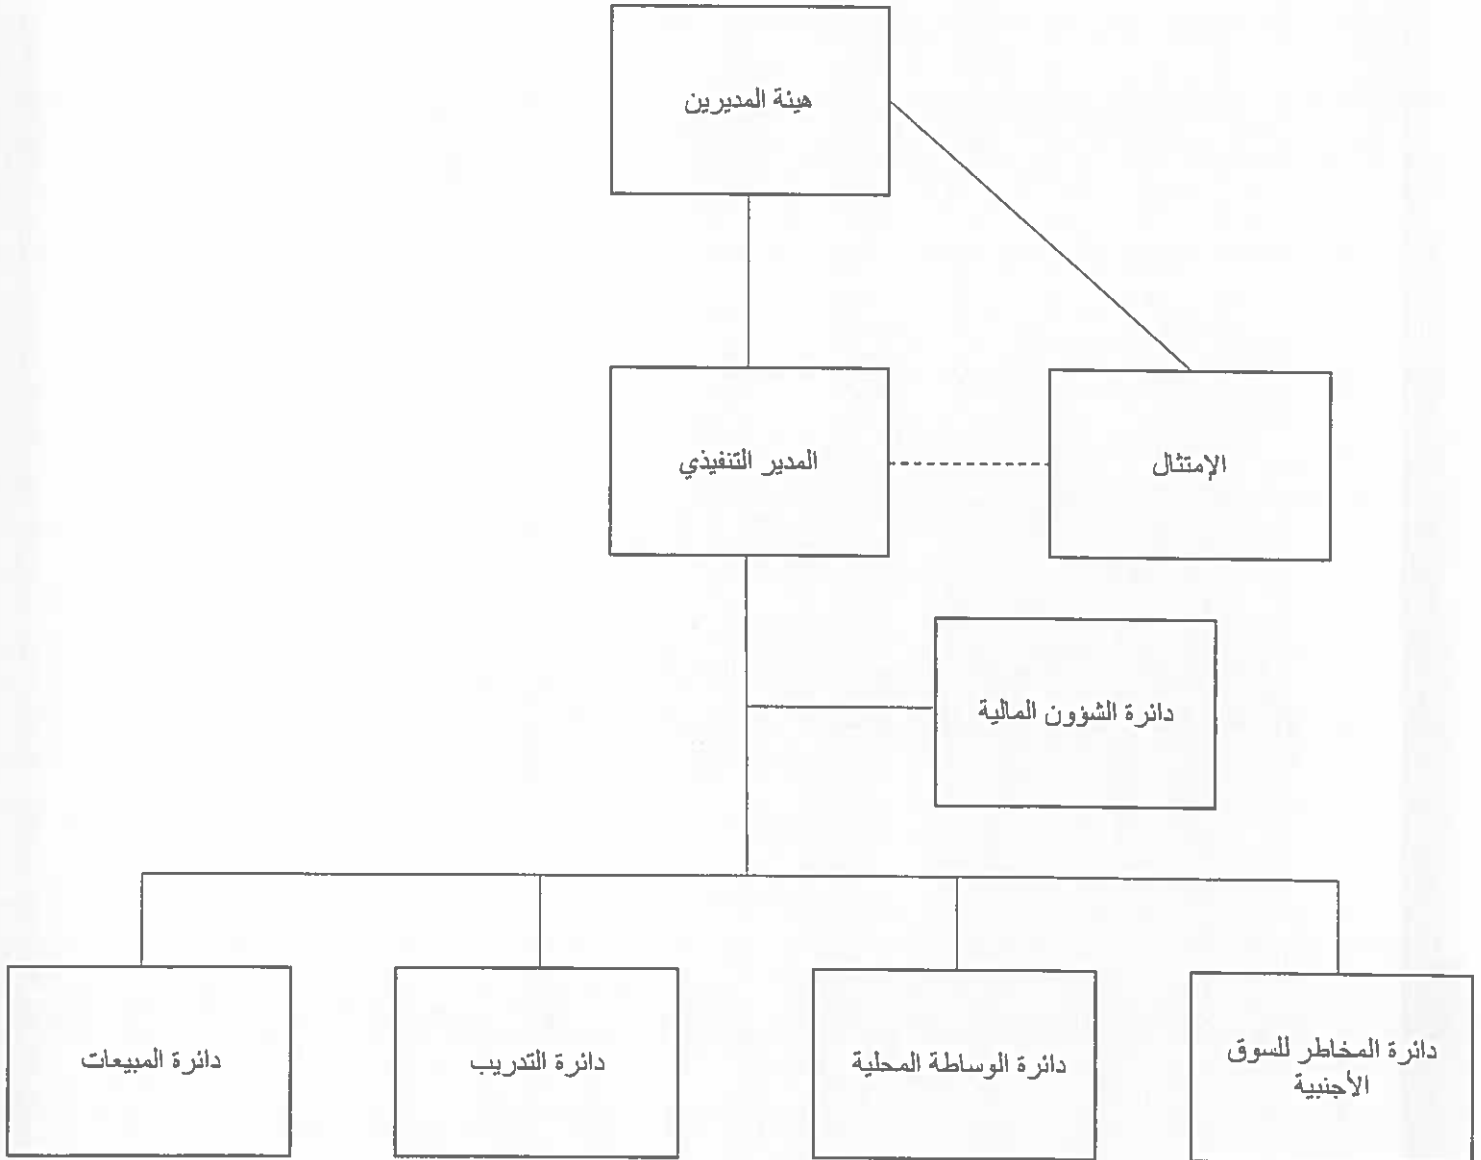 هيئة المديرين
الإمتثال
المدير التنفيذي
دائرة الشؤون المالية
دائرة المخاطر للسوق
الأجنبية
دائرة الوساطة المحلية
دائرة التدريب
دائرة المبيعات